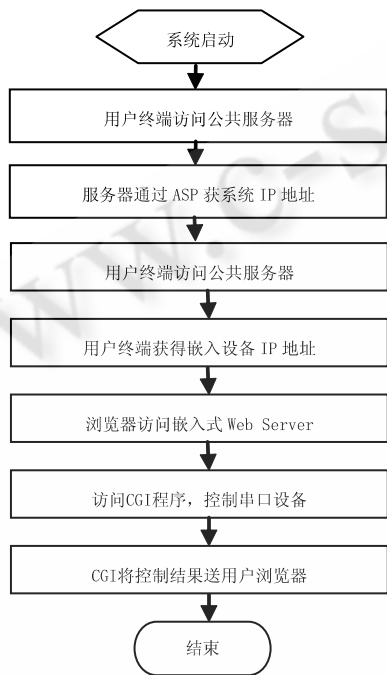 系统启动
用户终端访问公共服务器
服务器通过 ASP 获系统 IP 地址
用户终端访问公共服务器
用户终端获得嵌入设备 IP 地址
浏览器访问嵌入式 Web Server
访问CGI程序，控制串口设备
CGI将控制结果送用户浏览器
结束
www.c-s